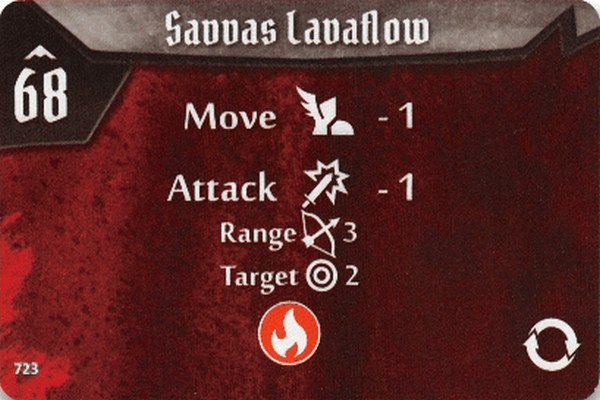 Savvas Lavaflow
68
Move - 1
Attack - 1
Range 3
Target 2
723